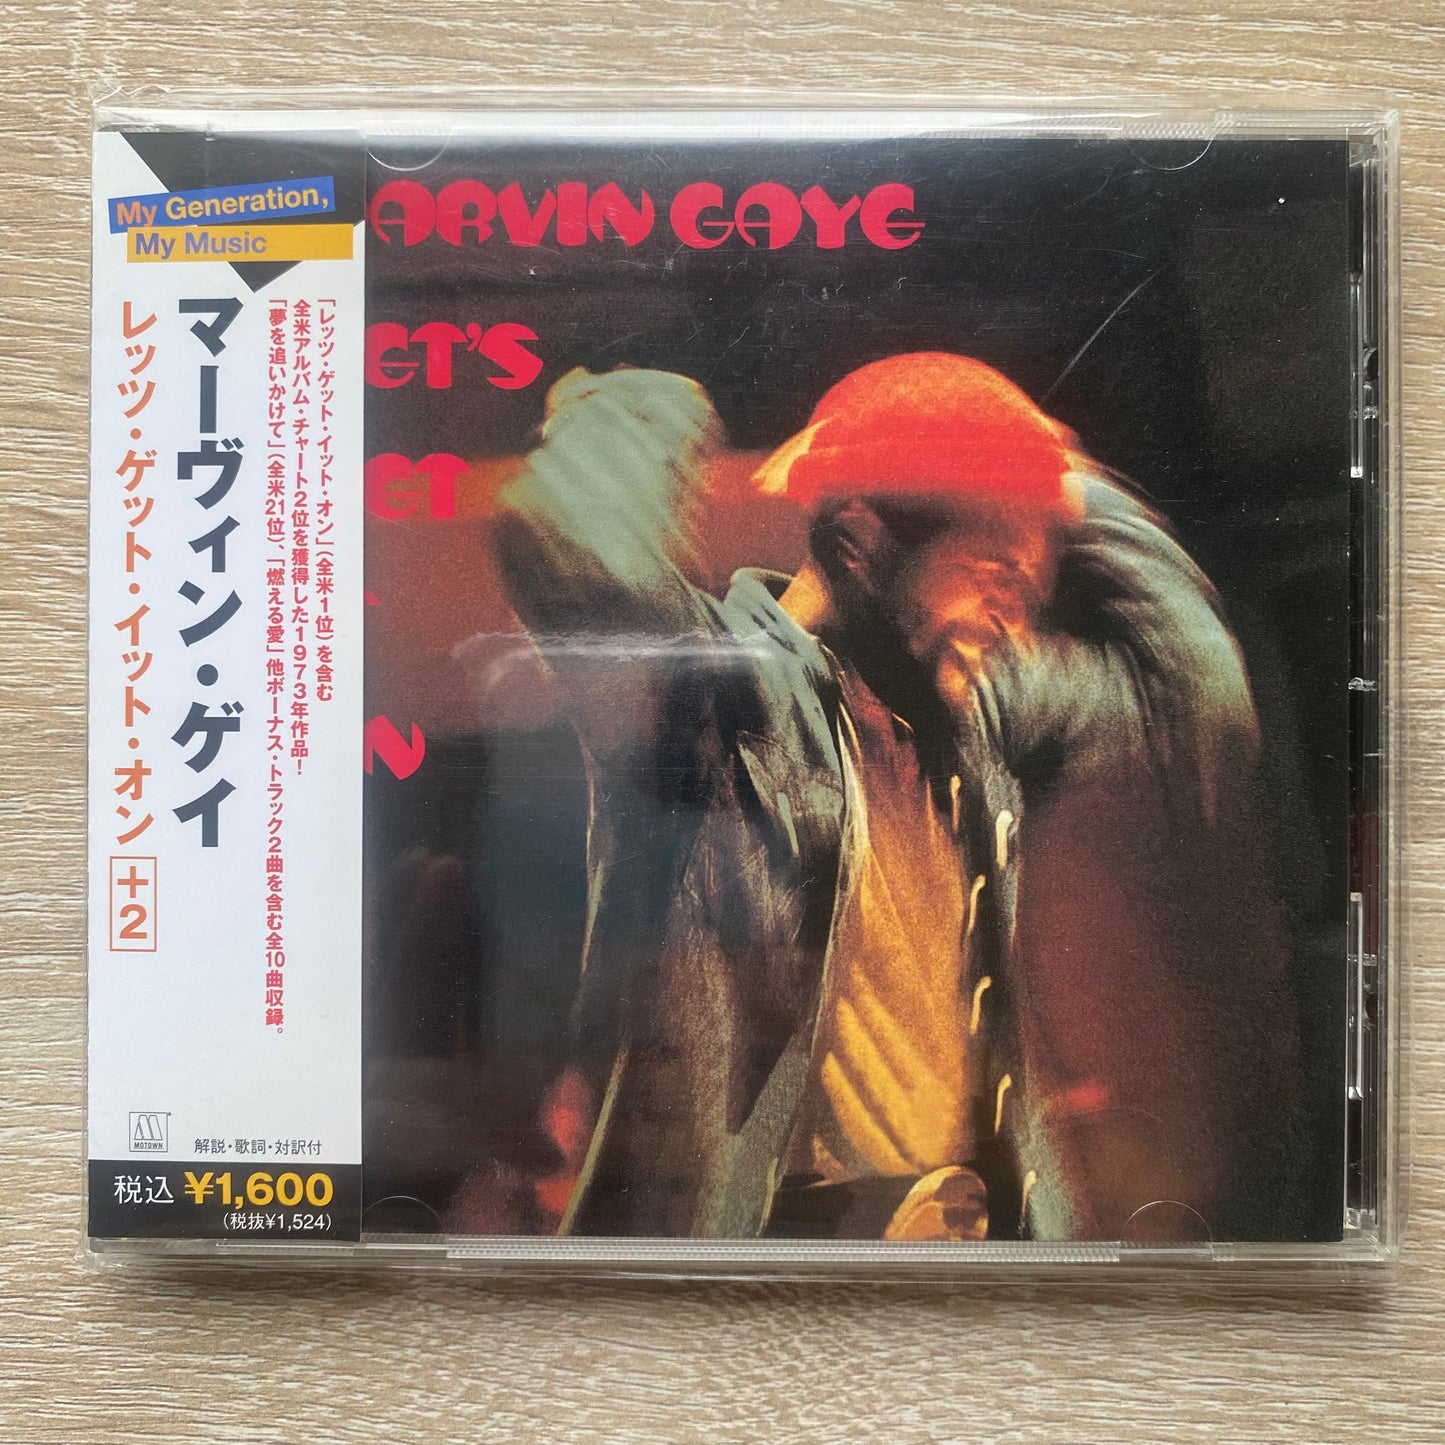 My Generation,
My Music
マーヴィン・ゲイ
レッツ・ゲット・イット・オン
+2
「レッツ・ゲット・イット・オン」(全米1位)を含む
全米アルバム・チャート2位を獲得した1973年作品!
「夢を追いかけて」(全米21位)、「燃える愛」他ボーナス・トラック2曲を含む全10曲収録。
MOTOWN
解説・歌詞・対訳付
税込 ¥1,600
(税抜¥1,524)
ARVIN GAYE
ET'S
ET
N